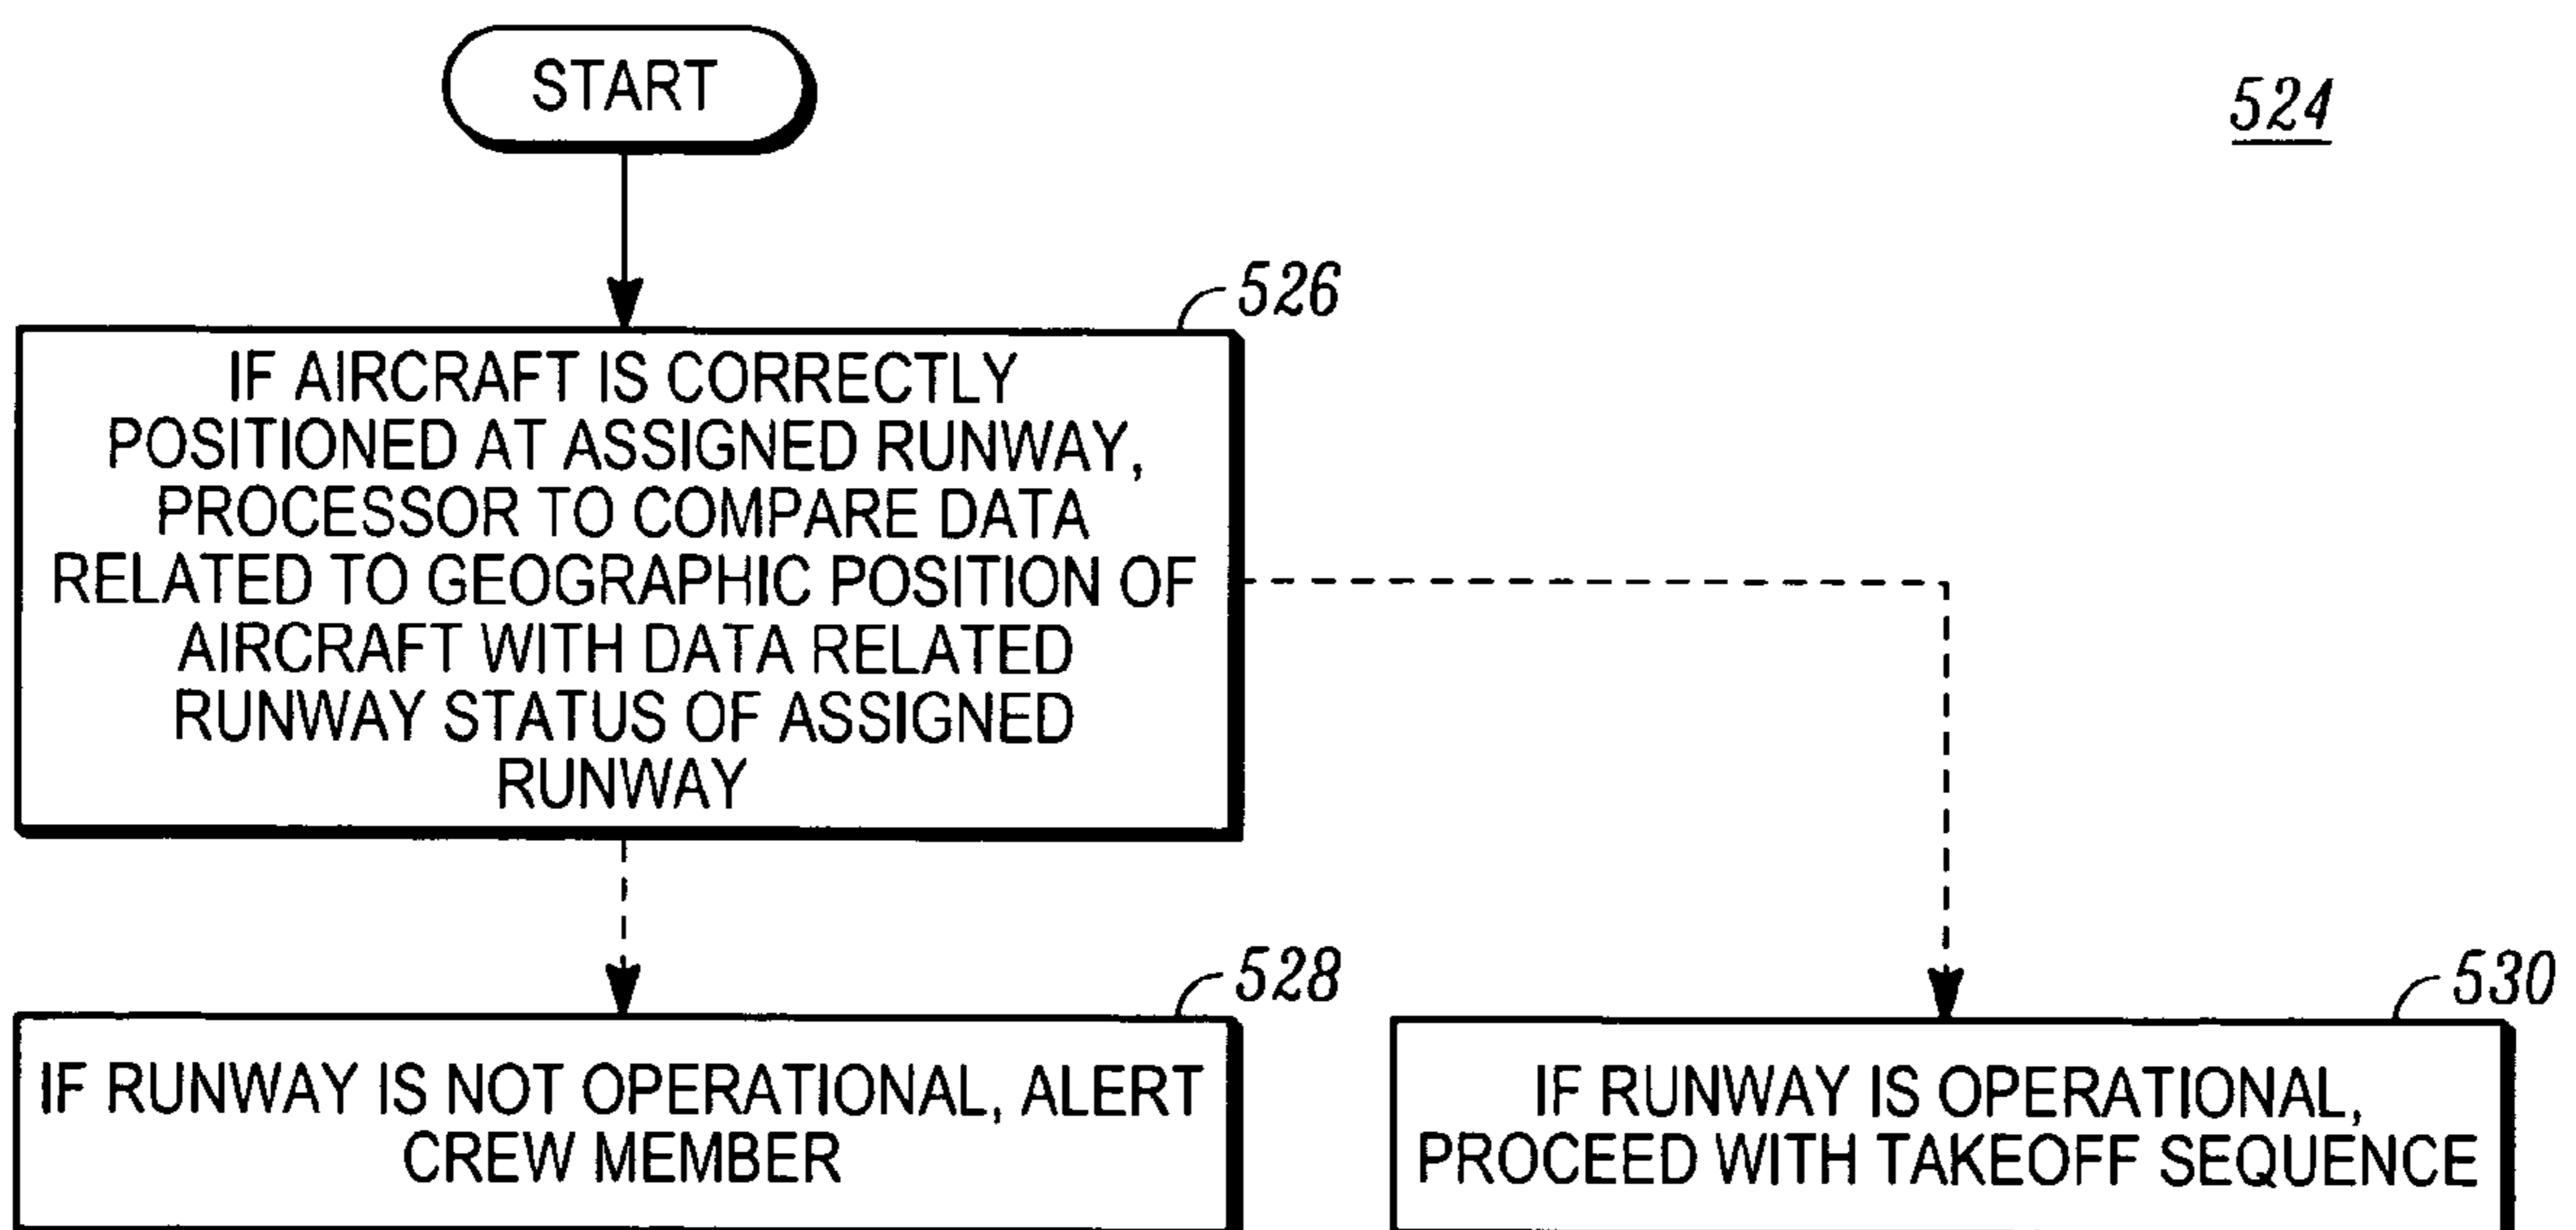 START
524
526
IF AIRCRAFT IS CORRECTLY
POSITIONED AT ASSIGNED RUNWAY,
PROCESSOR TO COMPARE DATA
RELATED TO GEOGRAPHIC POSITION OF
AIRCRAFT WITH DATA RELATED
RUNWAY STATUS OF ASSIGNED
RUNWAY
528
IF RUNWAY IS NOT OPERATIONAL, ALERT
CREW MEMBER
530
IF RUNWAY IS OPERATIONAL,
PROCEED WITH TAKEOFF SEQUENCE